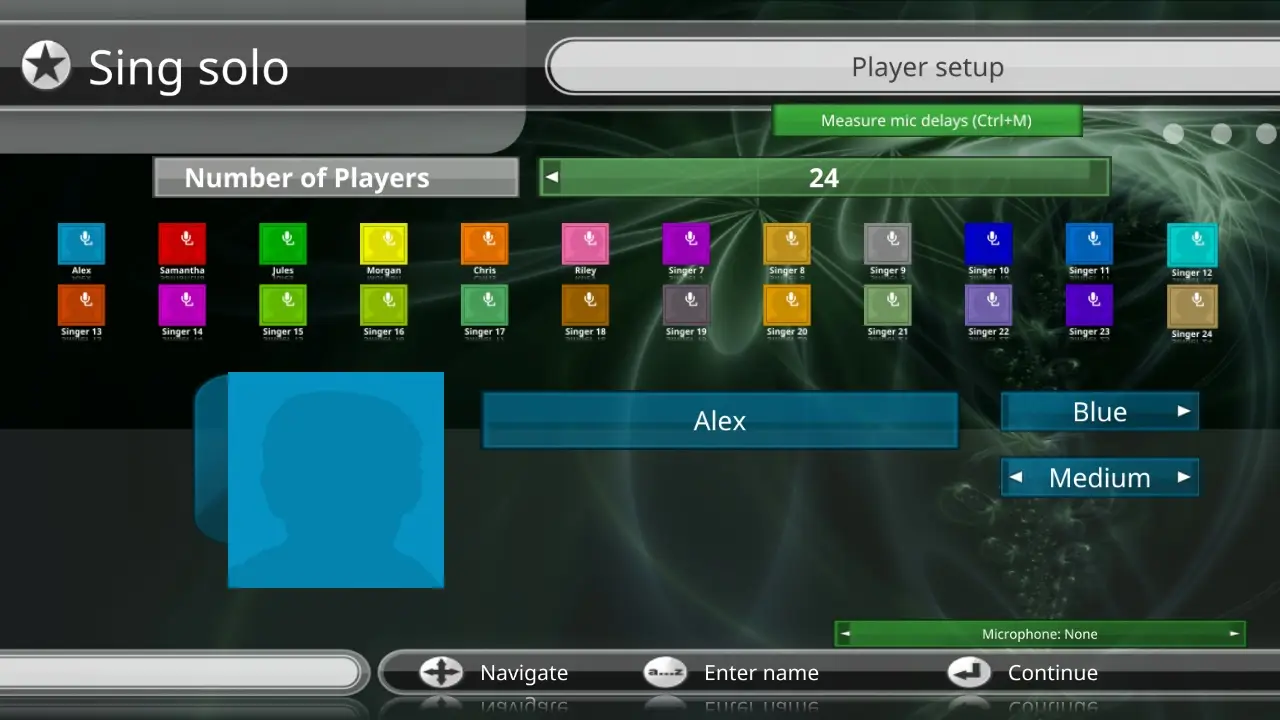 Sing solo
Player setup
Measure mic delays (Ctrl+M)
Number of Players
24
Alex Samantha Jules Morgan Chris Riley Singer 7 Singer 8 Singer 9 Singer 10 Singer 11 Singer 12
Singer 13 Singer 14 Singer 15 Singer 16 Singer 17 Singer 18 Singer 19 Singer 20 Singer 21 Singer 22 Singer 23 Singer 24
Alex
Blue
Medium
Microphone: None
Navigate
a...z Enter name
Continue